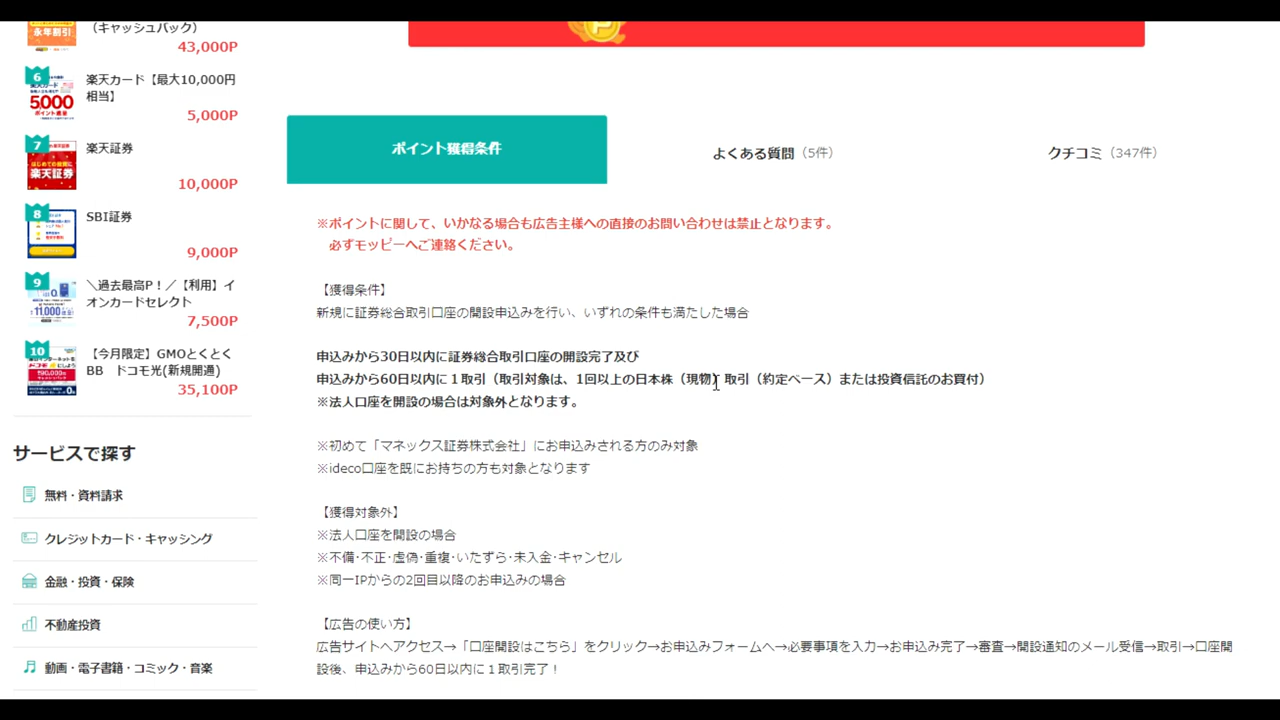 （キャッシュバック）
43,000P
永年割引
6
楽天カード【最大10,000円
相当】
5,000P
5,000
7
楽天証券
10,000P
楽天証券
8
SBI証券
9,000P
9
＼過去最高P！／【利用】イ
オンカードセレクト
7,500P
11,000
10
【今月限定】GMOとくとく
BB　ドコモ光(新規開通)
35,100P
サービスで探す
無料・資料請求
クレジットカード・キャッシング
金融・投資・保険
不動産投資
動画・電子書籍・コミック・音楽
P
ポイント獲得条件
よくある質問（5件）
クチコミ（347件）
※ポイントに関して、いかなる場合も広告主様への直接のお問い合わせは禁止となります。
必ずモッピーへご連絡ください。
【獲得条件】
新規に証券総合取引口座の開設申込みを行い、いずれの条件も満たした場合
申込みから30日以内に証券総合取引口座の開設完了及び
申込みから60日以内に１取引（取引対象は、1回以上の日本株（現物）取引（約定ベース）または投資信託のお買付）
※法人口座を開設の場合は対象外となります。
※初めて「マネックス証券株式会社」にお申込みされる方のみ対象
※ideco口座を既にお持ちの方も対象となります
【獲得対象外】
※法人口座を開設の場合
※不備･不正･虚偽･重複･いたずら･未入金･キャンセル
※同一IPからの2回目以降のお申込みの場合
【広告の使い方】
広告サイトへアクセス→「口座開設はこちら」をクリック→お申込みフォームへ→必要事項を入力→お申込み完了→審査→開設通知のメール受信→取引→口座開
設後、申込みから60日以内に１取引完了！